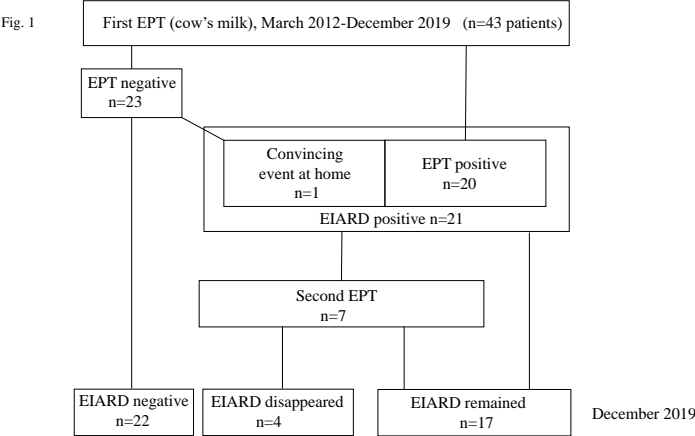 Fig. 1
First EPT (cow's milk), March 2012-December 2019 (n=43 patients)
EPT negative
n=23
Convincing
event at home
n=1
EPT positive
n=20
EIARD positive n=21
Second EPT
n=7
EIARD negative
n=22
EIARD disappeared
n=4
EIARD remained
n=17
December 2019